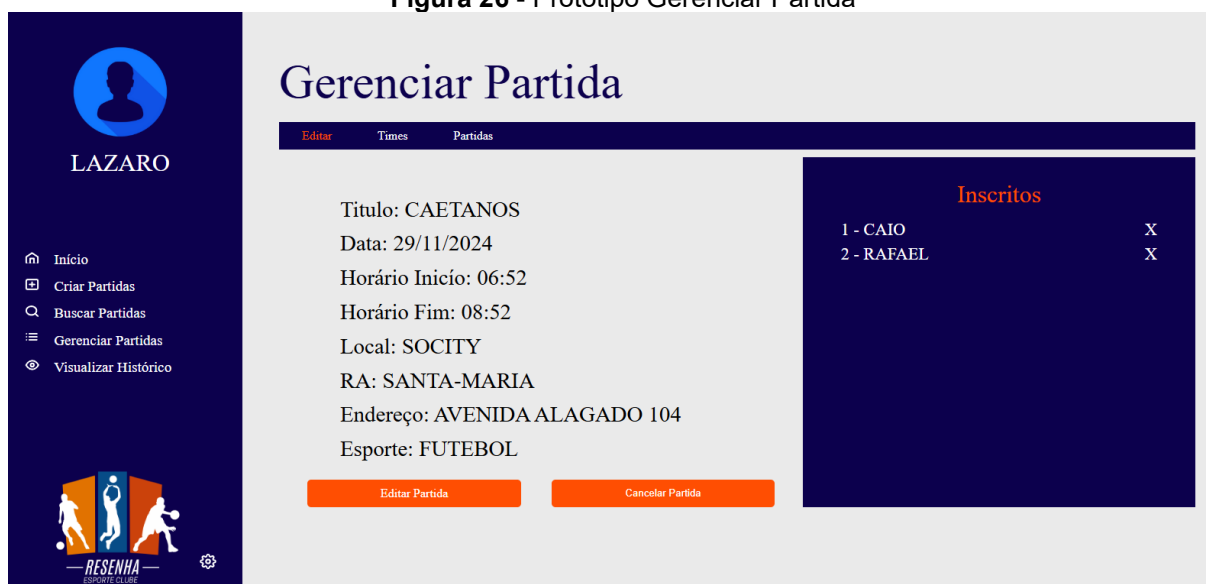 Figura 26 - Protótipo Gerenciar Partida
LAZARO
Início
Criar Partidas
Buscar Partidas
Gerenciar Partidas
Visualizar Histórico
RESENHA
ESPORTE CLUBE
Gerenciar Partida
Editar Times Partidas
Titulo: CAETANOS
Data: 29/11/2024
Horário Inicío: 06:52
Horário Fim: 08:52
Local: SOCITY
RA: SANTA-MARIA
Endereço: AVENIDA ALAGADO 104
Esporte: FUTEBOL
Editar Partida Cancelar Partida
Inscritos
1 - CAIO X
2 - RAFAEL X